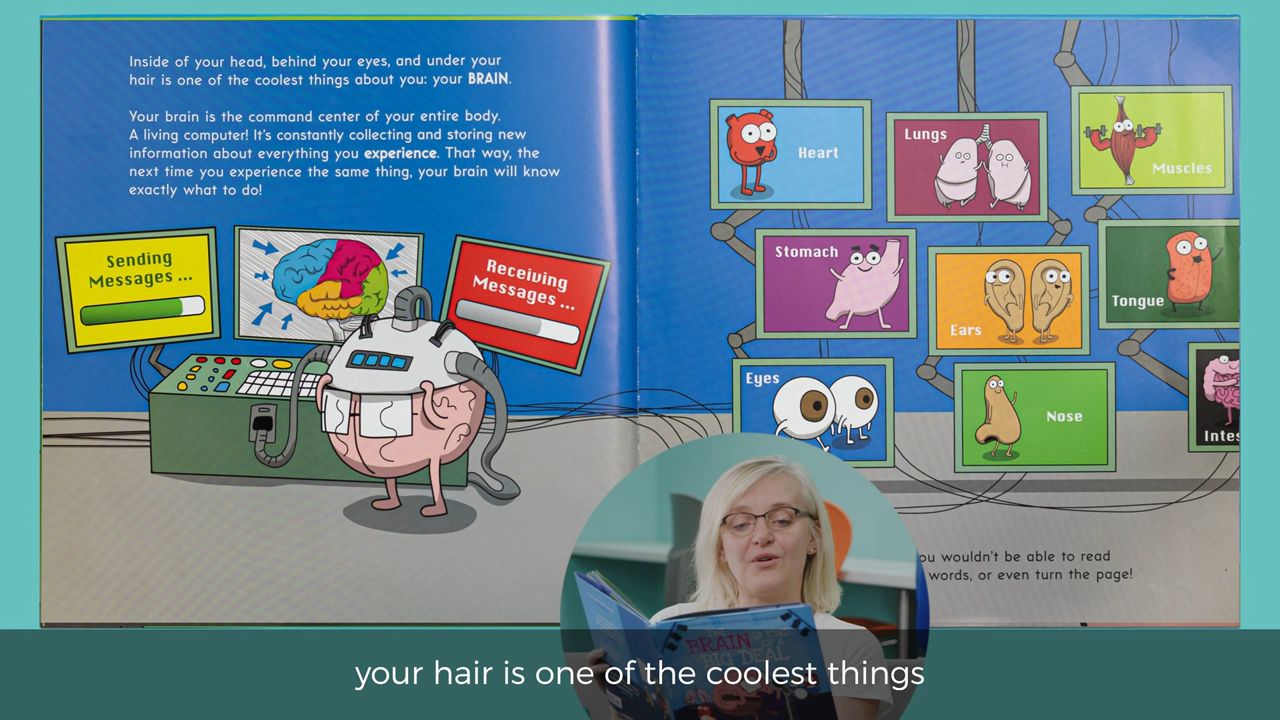 Inside of your head, behind your eyes, and under your
hair is one of the coolest things about you: your BRAIN.
Your brain is the command center of your entire body.
A living computer! It's constantly collecting and storing new
information about everything you experience. That way, the
next time you experience the same thing, your brain will know
exactly what to do!
Sending
Messages ...
Receiving
Messages ...
Heart
Lungs
Muscles
Stomach
Ears
Tongue
Eyes
Nose
wouldn't be able to read
words, or even turn the page!
BRAIN
BIG DEAL
your hair is one of the coolest things